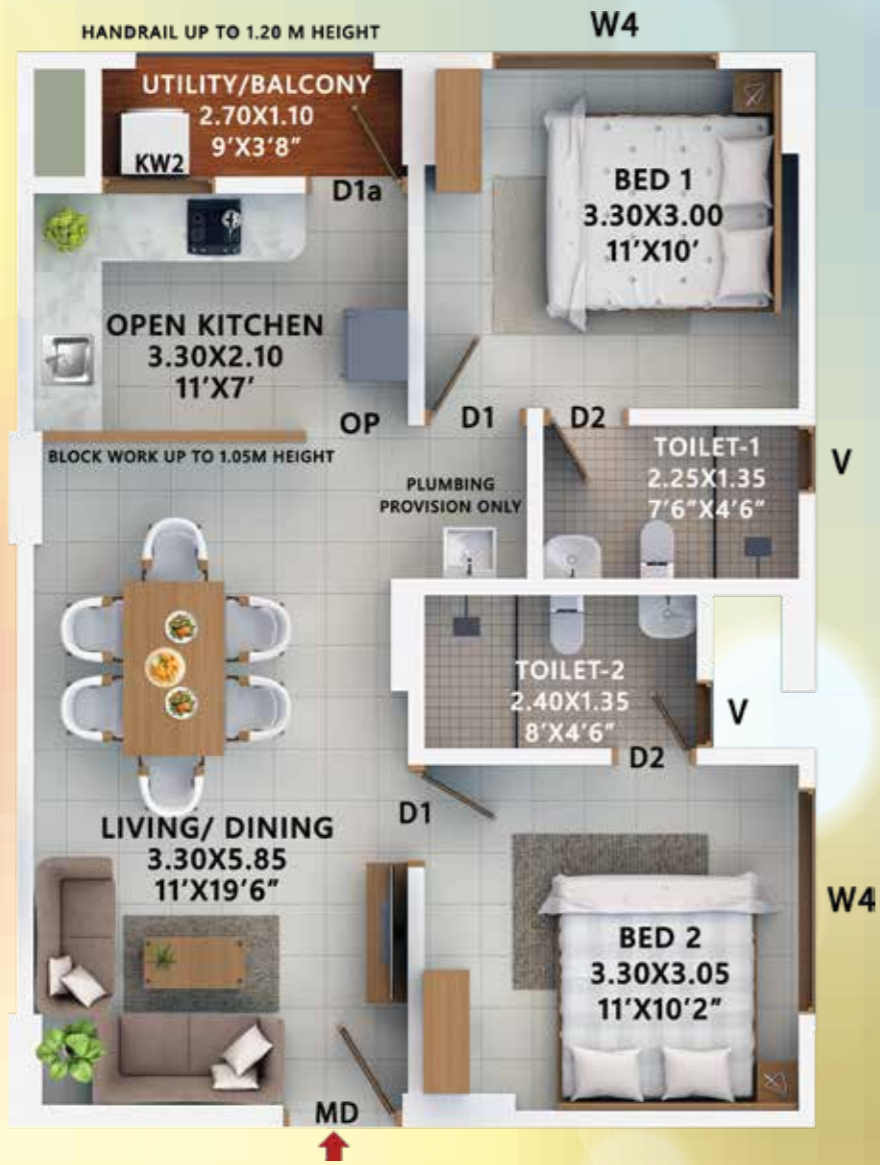 HANDRAIL UP TO 1.20 M HEIGHT
W4
UTILITY/BALCONY
2.70X1.10
9'X3'8"
KW2
D1a
BED 1
3.30X3.00
11'X10'
OPEN KITCHEN
3.30X2.10
11'X7'
OP
D1
D2
BLOCK WORK UP TO 1.05M HEIGHT
TOILET-1
2.25X1.35
7'6"X4'6"
V
PLUMBING
PROVISION ONLY
TOILET-2
2.40X1.35
8'X4'6"
V
D2
D1
LIVING/ DINING
3.30X5.85
11'X19'6"
W4
BED 2
3.30X3.05
11'X10'2"
MD